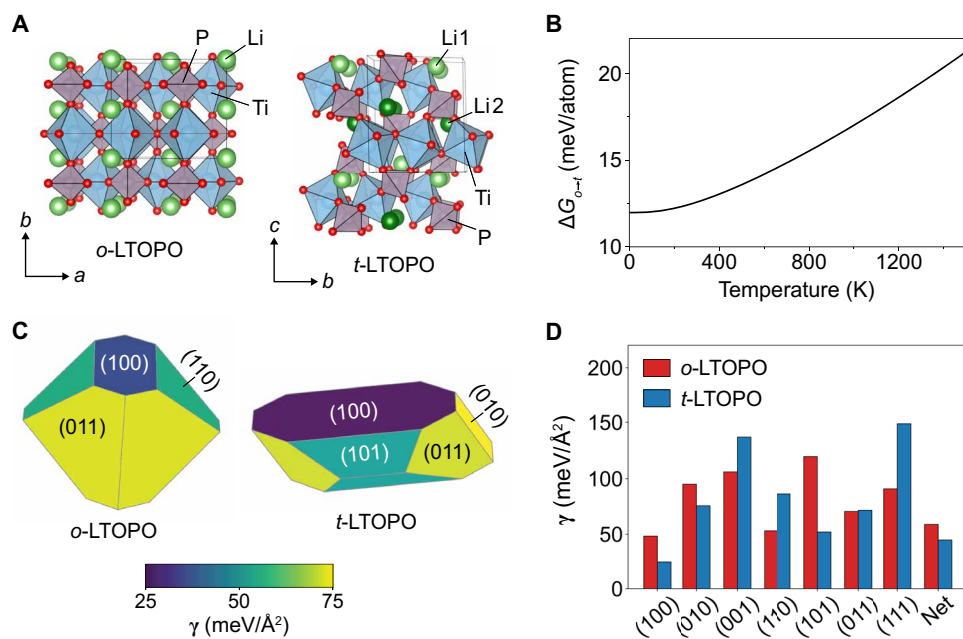 A
P
Li
Ti
b
a
o-LTOPO
Li1
Li2
Ti
P
c
b
t-LTOPO
B
ΔGo→t (meV/atom)
20
15
10
0
400
800
1200
Temperature (K)
C
(100)
(110)
(011)
o-LTOPO
(100)
(010)
(101)
(011)
t-LTOPO
25
50
75
γ (meV/Å²)
D
γ (meV/Å²)
o-LTOPO
t-LTOPO
200
150
100
50
0
(100)
(010)
(001)
(110)
(101)
(011)
(111)
Net